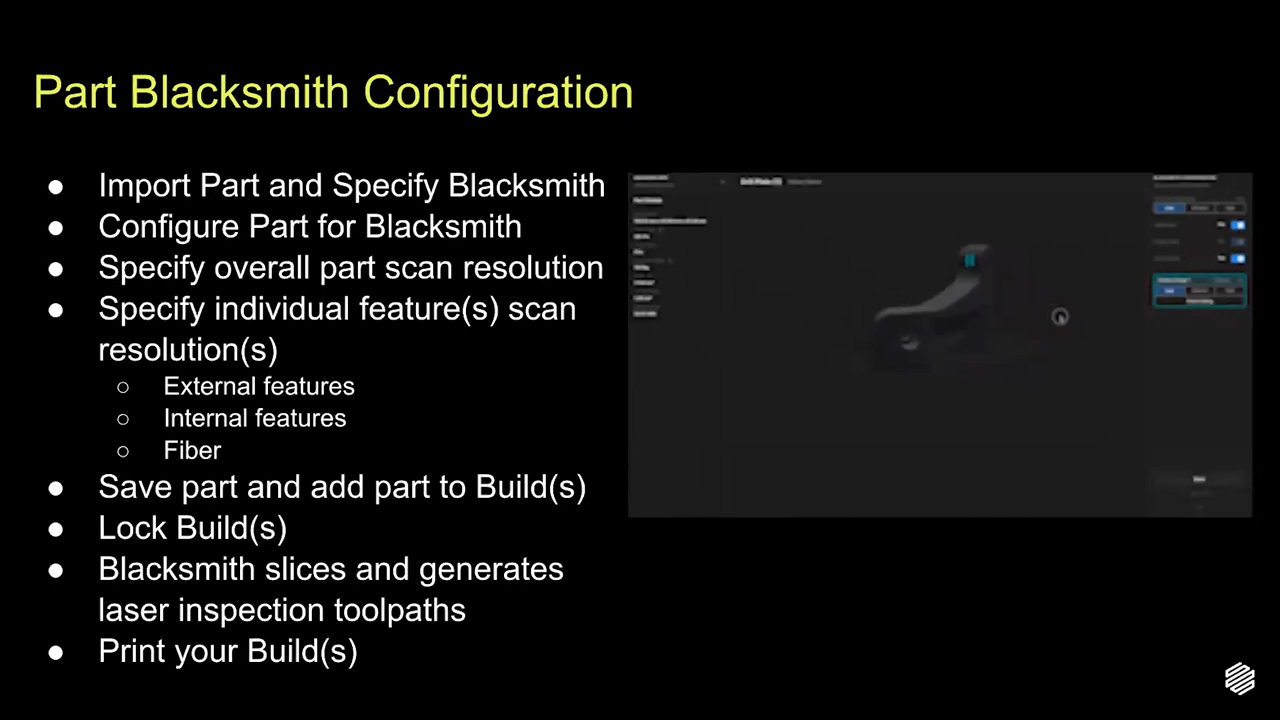 Part Blacksmith Configuration
● Import Part and Specify Blacksmith
● Configure Part for Blacksmith
● Specify overall part scan resolution
● Specify individual feature(s) scan
resolution(s)
○ External features
○ Internal features
○ Fiber
● Save part and add part to Build(s)
● Lock Build(s)
● Blacksmith slices and generates
laser inspection toolpaths
● Print your Build(s)